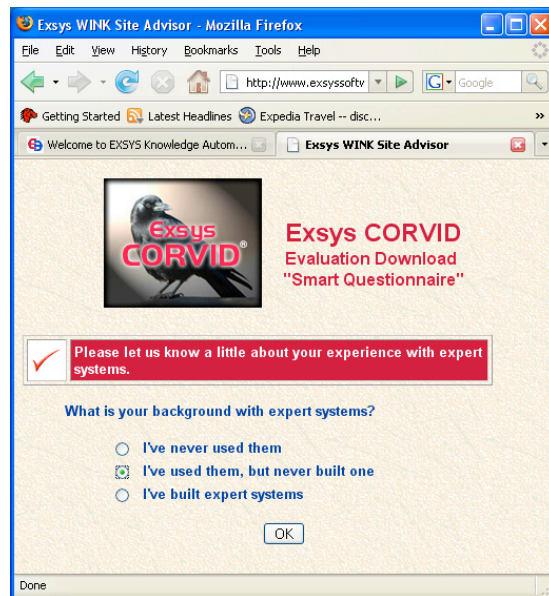 Exsys WINK Site Advisor - Mozilla Firefox
File Edit View History Bookmarks Tools Help
http://www.exsyssoftv
G Google
Getting Started Latest Headlines Expedia Travel -- disc... »
Welcome to EXSYS Knowledge Autom... Exsys WINK Site Advisor
Exsys
CORVID®
Exsys CORVID
Evaluation Download
"Smart Questionnaire"
Please let us know a little about your experience with expert
systems.
What is your background with expert systems?
I've never used them
I've used them, but never built one
I've built expert systems
OK
Done